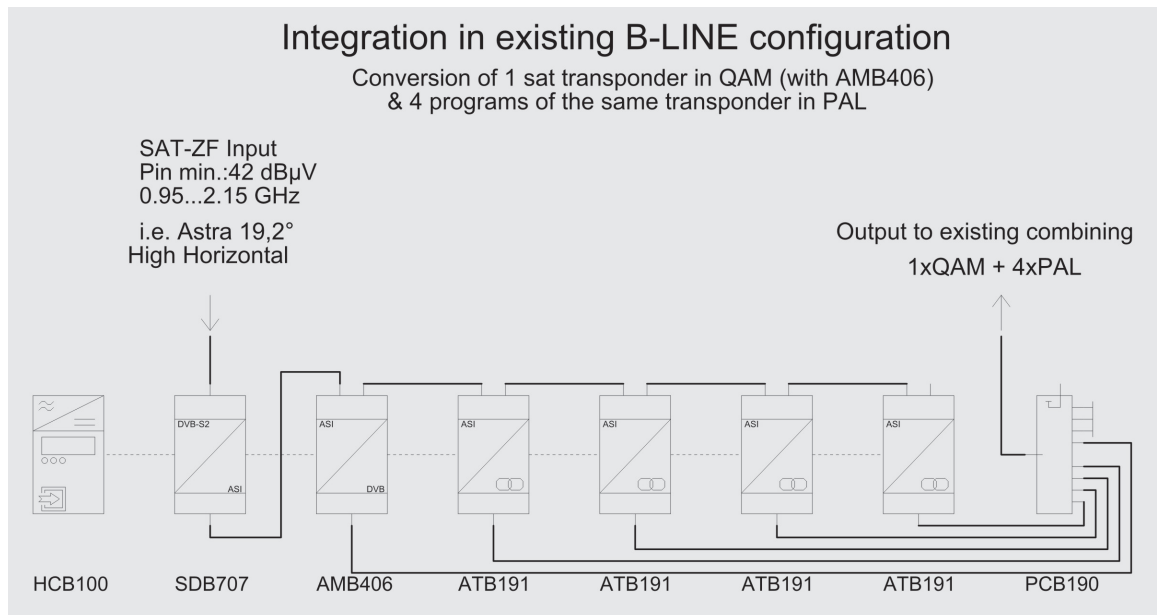 Integration in existing B-LINE configuration
Conversion of 1 sat transponder in QAM (with AMB406)
& 4 programs of the same transponder in PAL
SAT-ZF Input
Pin min.:42 dBµV
0.95...2.15 GHz
i.e. Astra 19,2°
High Horizontal
Output to existing combining
1xQAM + 4xPAL
DVB-S2
ASI
ASI
DVB
ASI
ASI
ASI
ASI
HCB100
SDB707
AMB406
ATB191
ATB191
ATB191
ATB191
PCB190